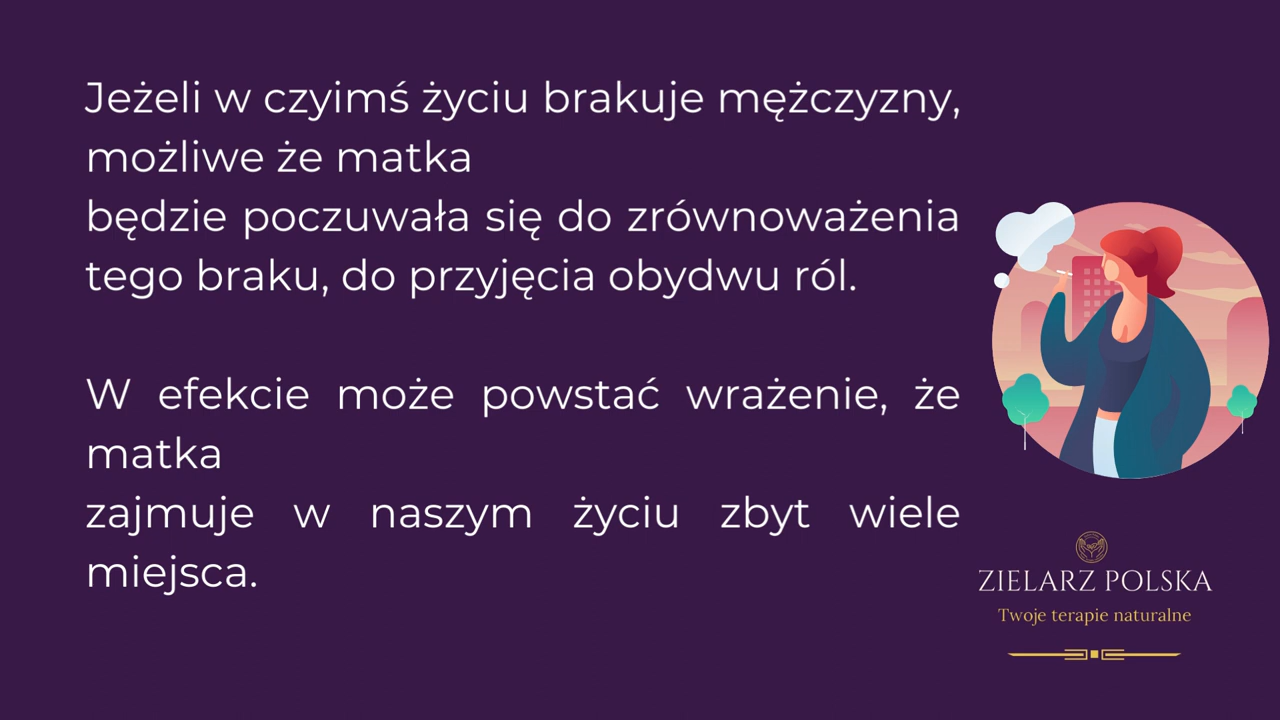 Jeżeli w czyimś życiu brakuje mężczyzny,
możliwe że matka
będzie poczuwała się do zrównoważenia
tego braku, do przyjęcia obydwu ról.
W efekcie może powstać wrażenie, że
matka
zajmuje w naszym życiu zbyt wiele
miejsca.
ZIELARZ POLSKA
Twoje terapie naturalne